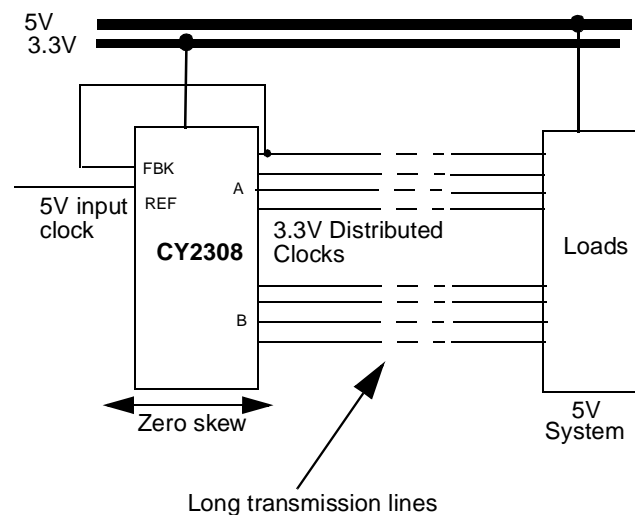 5V
3.3V
FBK
REF
A
5V input
clock
CY2308
3.3V Distributed
Clocks
Loads
B
Zero skew
5V
System
Long transmission lines